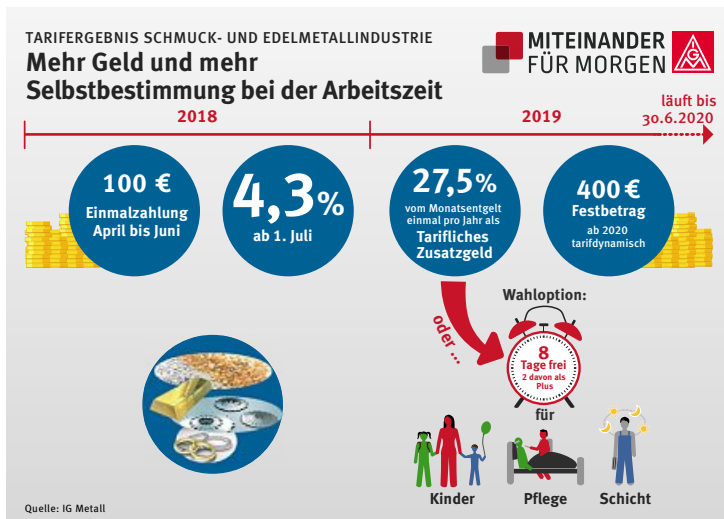 TARIFERGEBNIS SCHMUCK- UND EDELMETALLINDUSTRIE
Mehr Geld und mehr
Selbstbestimmung bei der Arbeitszeit
MITEINANDER
FÜR MORGEN
IG
M
2018
2019
läuft bis
30.6.2020
100 €
Einmalzahlung
April bis Juni
4,3%
ab 1. Juli
27,5%
vom Monatsentgelt
einmal pro Jahr als
Tarifliches
Zusatzgeld
400 €
Festbetrag
ab 2020
tarifdynamisch
oder ...
Wahloption:
8
Tage frei
2 davon als
Plus
für
Kinder
Pflege
Schicht
Quelle: IG Metall